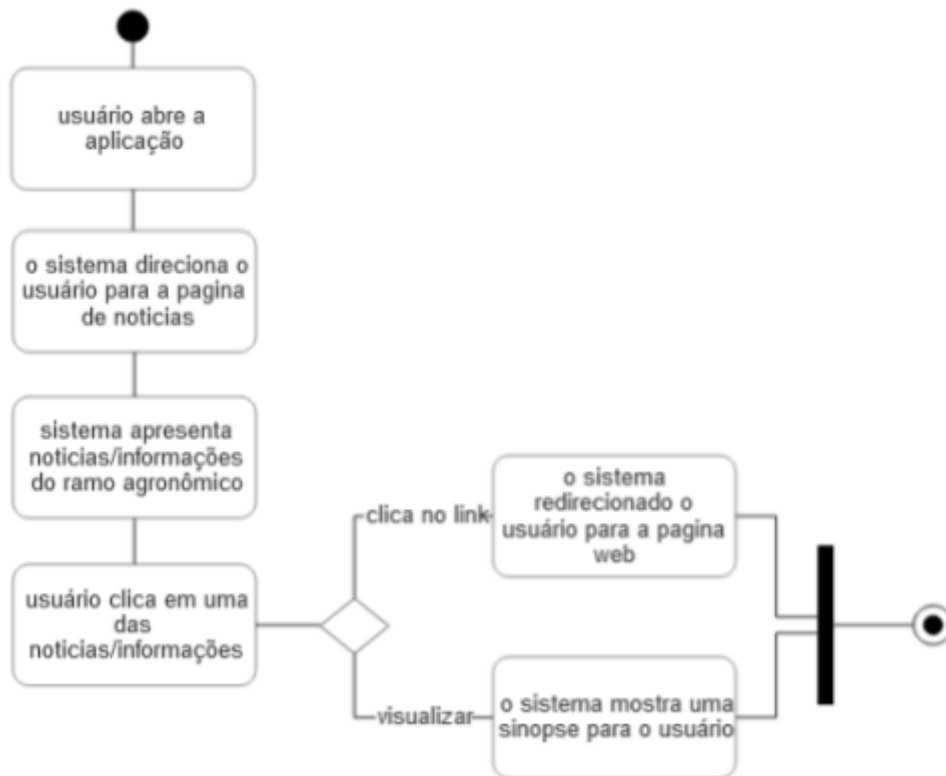 usuário abre a
aplicação
o sistema direciona o
usuário para a pagina
de noticias
sistema apresenta
noticias/informações
do ramo agronômico
usuário clica em uma
das
noticias/informações
clica no link
o sistema
redirecionado o
usuário para a pagina
web
visualizar
o sistema mostra uma
sinopse para o usuário